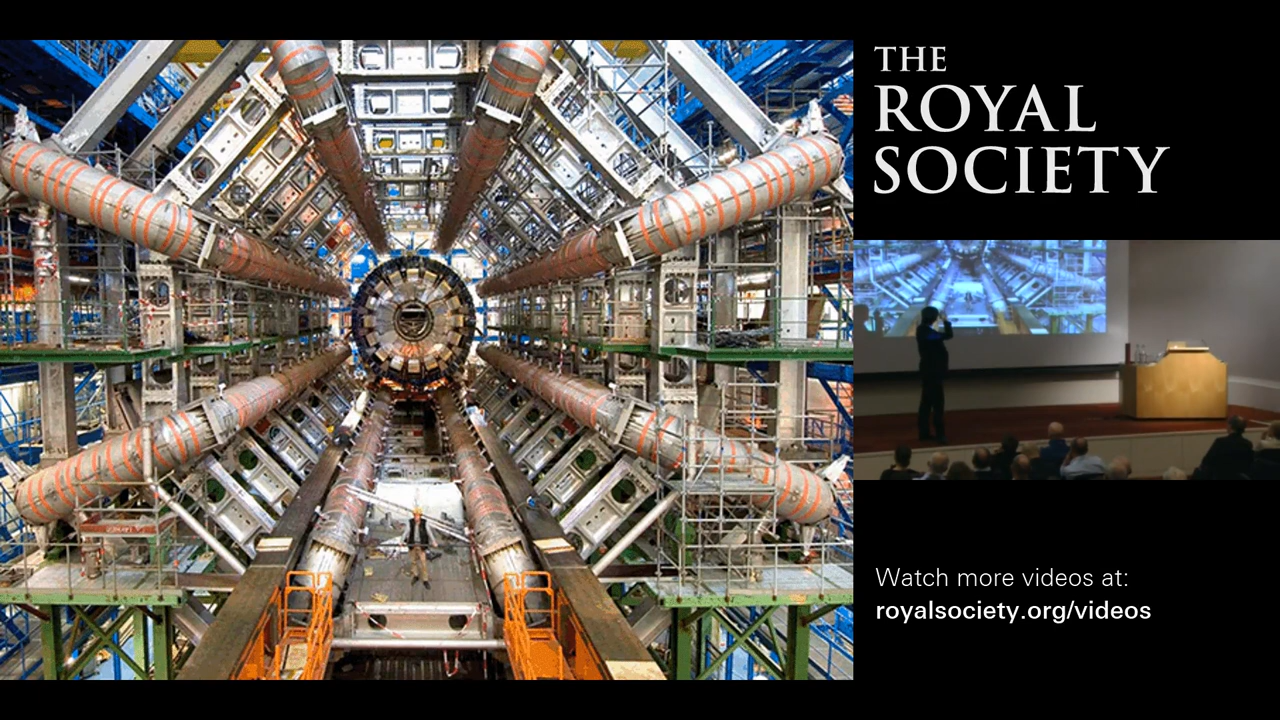 THE
ROYAL
SOCIETY
Watch more videos at:
royalsociety.org/videos